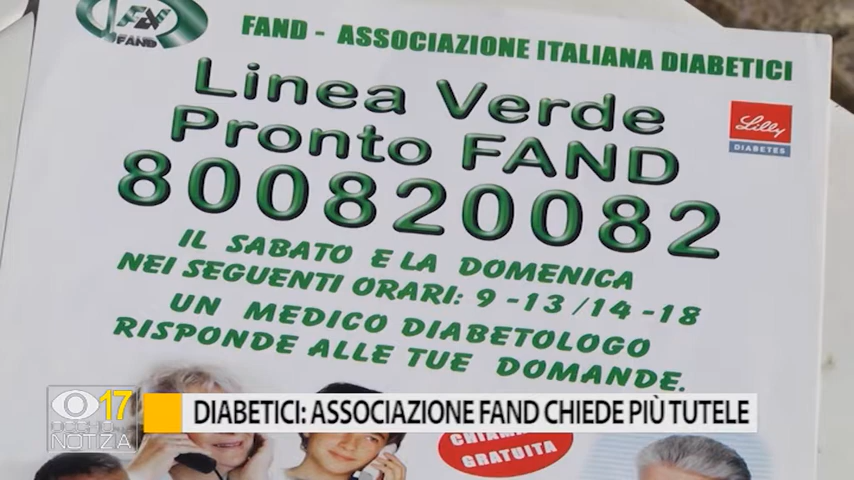 FAND
FAND - ASSOCIAZIONE ITALIANA DIABETICI
Linea Verde
Pronto FAND
800820082
Lilly
DIABETES
IL SABATO E LA DOMENICA
NEI SEGUENTI ORARI: 9 -13 /14 -18
UN MEDICO DIABETOLOGO
RISPONDE ALLE TUE DOMANDE.
GRATUITA
17
OCCHIO
NOTIZIA
DIABETICI: ASSOCIAZIONE FAND CHIEDE PIÙ TUTELE